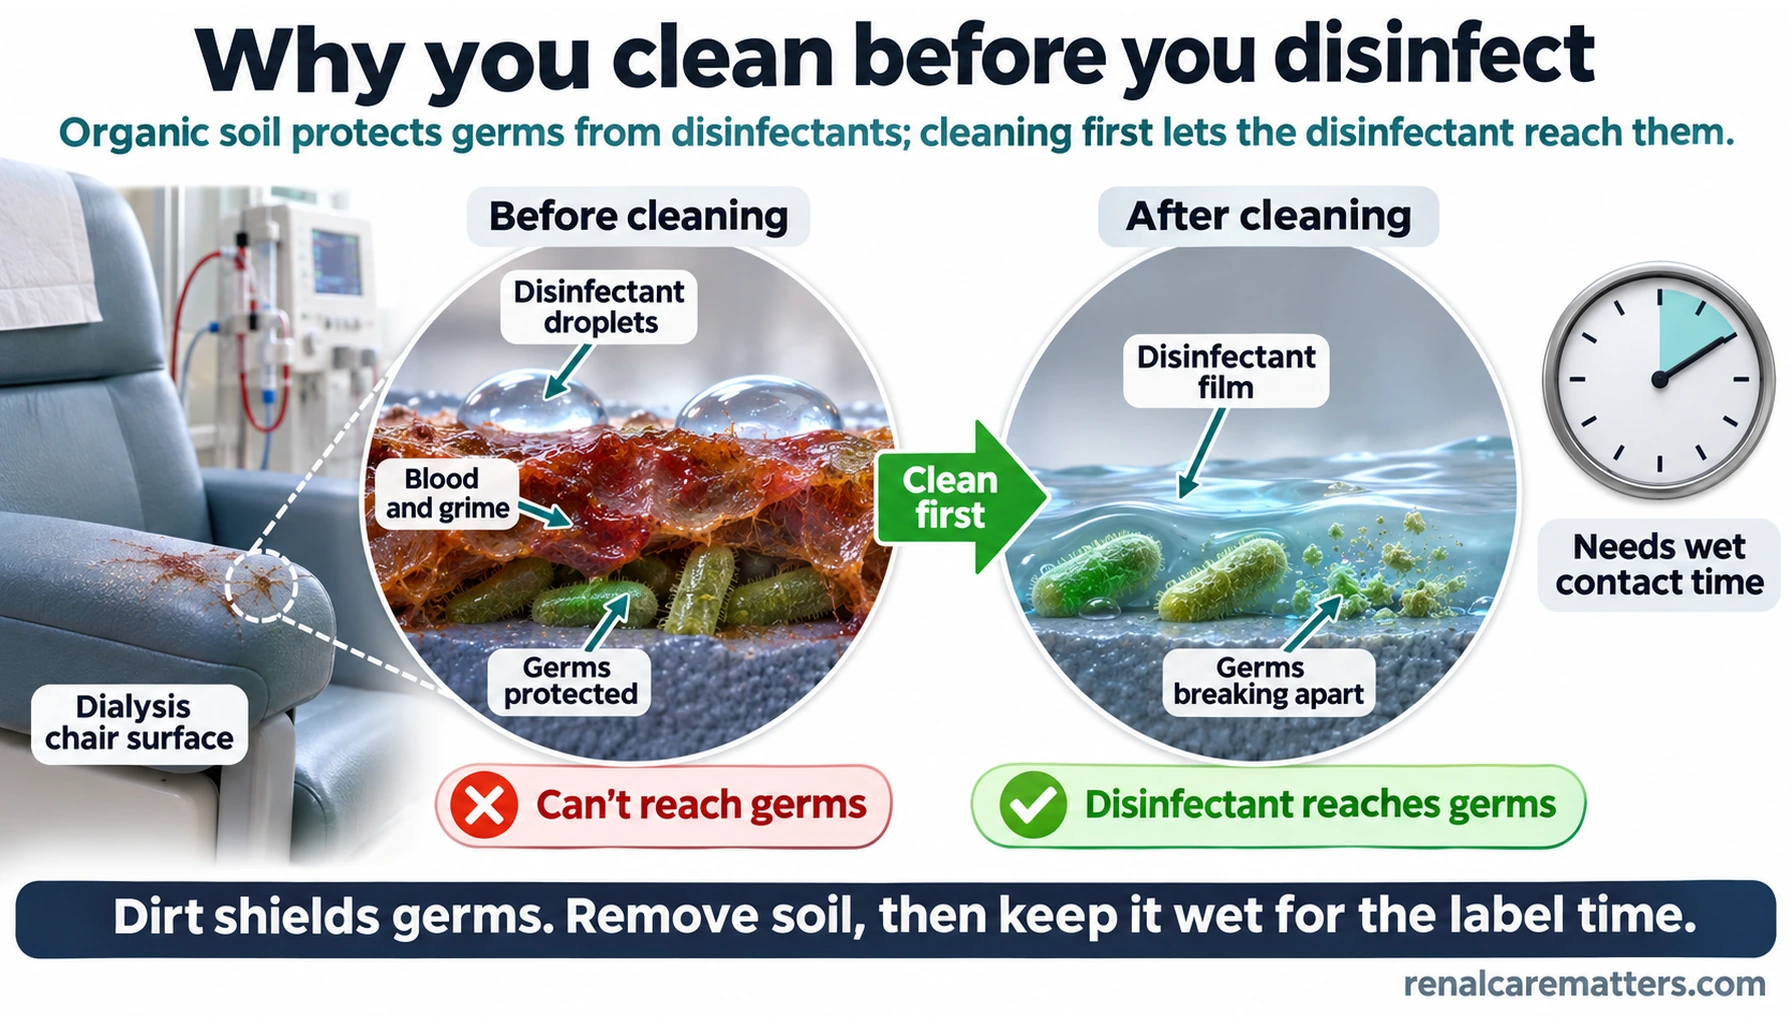 Why you clean before you disinfect
Organic soil protects germs from disinfectants; cleaning first lets the disinfectant reach them.
Before cleaning
After cleaning
Disinfectant
droplets
Blood
and grime
Germs
protected
Clean
first
Disinfectant
film
Germs
breaking apart
Needs wet
contact time
Dialysis
chair surface
Can't reach germs
Disinfectant reaches germs
Dirt shields germs. Remove soil, then keep it wet for the label time.
renalcarematters.com